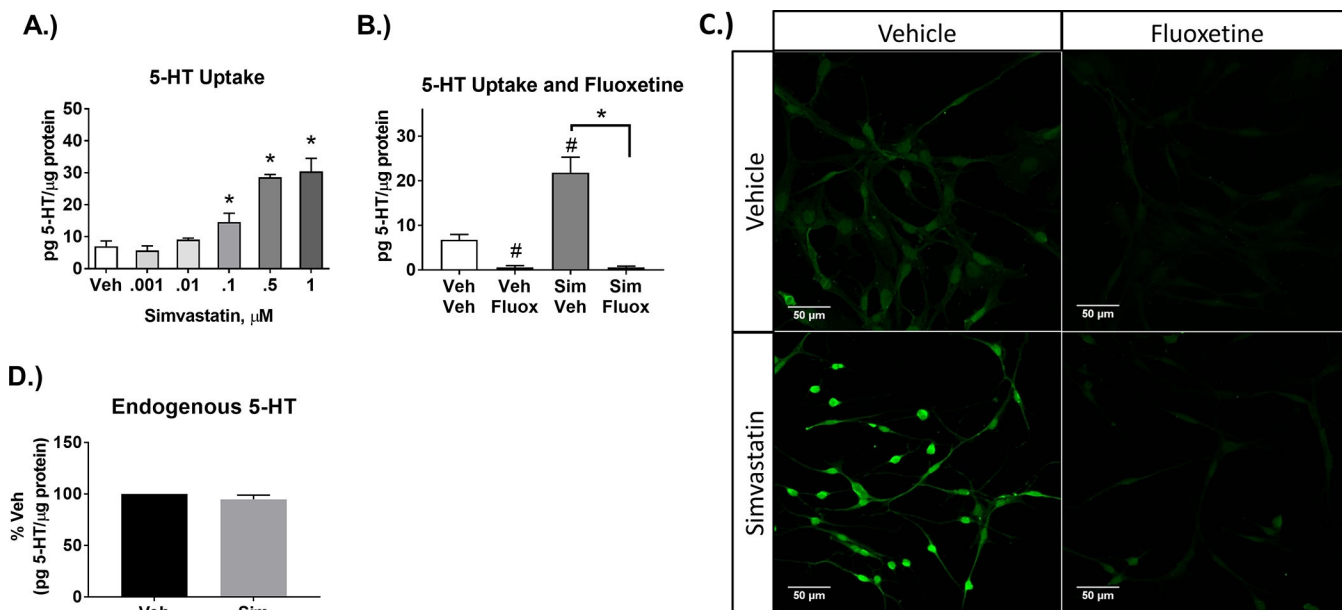 A.)
5-HT Uptake
pg 5-HT/µg protein
50
40
30
20
10
0
* * *
Veh .001 .01 .1 .5 1
Simvastatin, µM
B.)
5-HT Uptake and Fluoxetine
pg 5-HT/µg protein
30
20
10
0
# # *
Veh Veh Sim Sim
Veh Fluox Veh Fluox
C.)
Vehicle Fluoxetine
Vehicle
50 µm 50 µm
Simvastatin
50 µm 50 µm
D.)
Endogenous 5-HT
% Veh
(pg 5-HT/µg protein)
150
100
50
0
Veh Sim